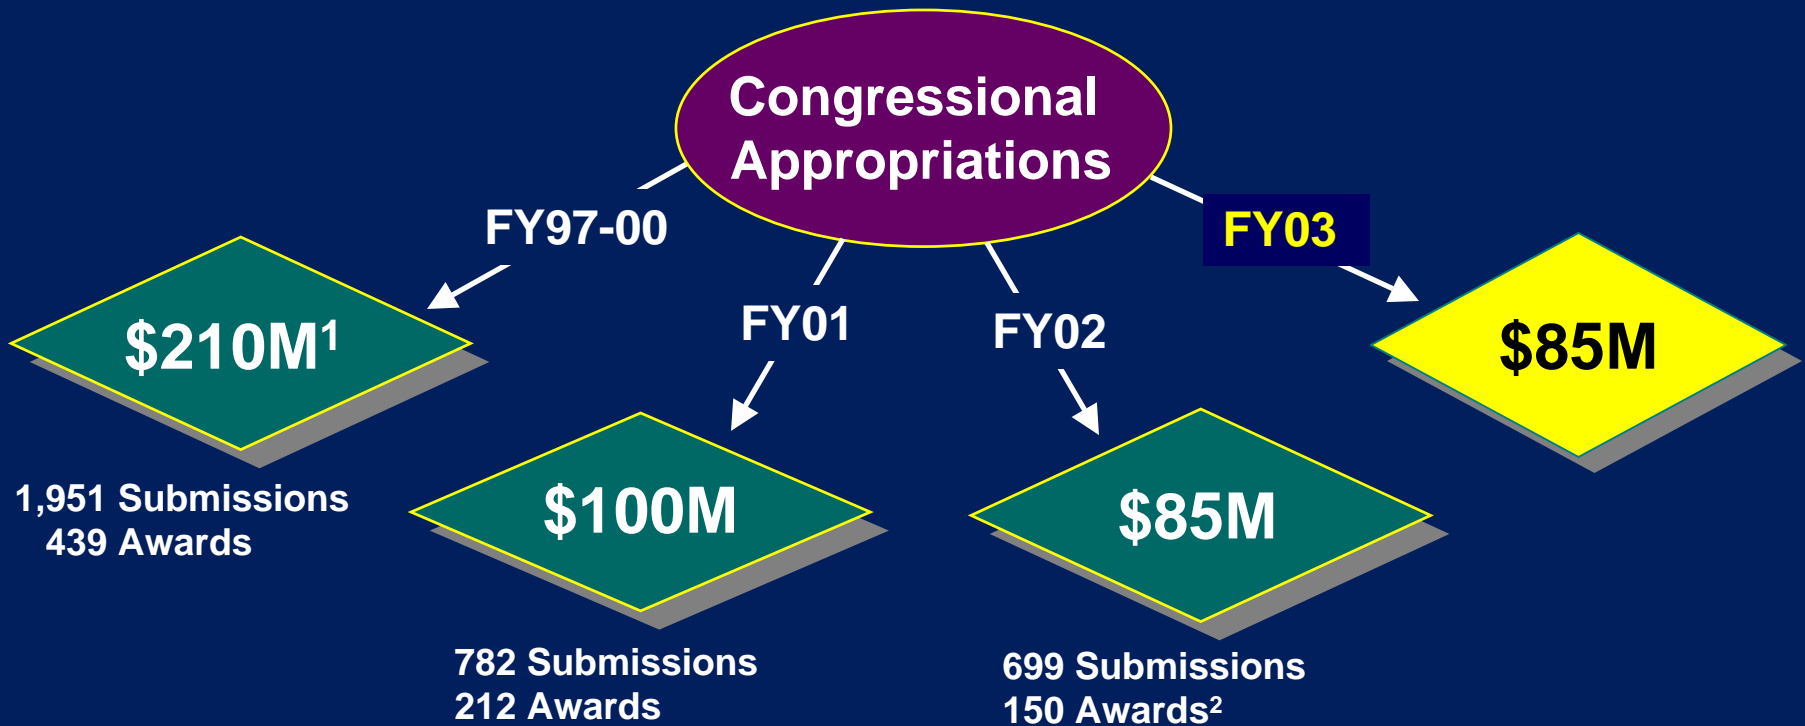 Congressional
Appropriations
FY97-00
FY01
FY02
FY03
$210M¹
1,951 Submissions
439 Awards
$100M
782 Submissions
212 Awards
$85M
699 Submissions
150 Awards²
$85M